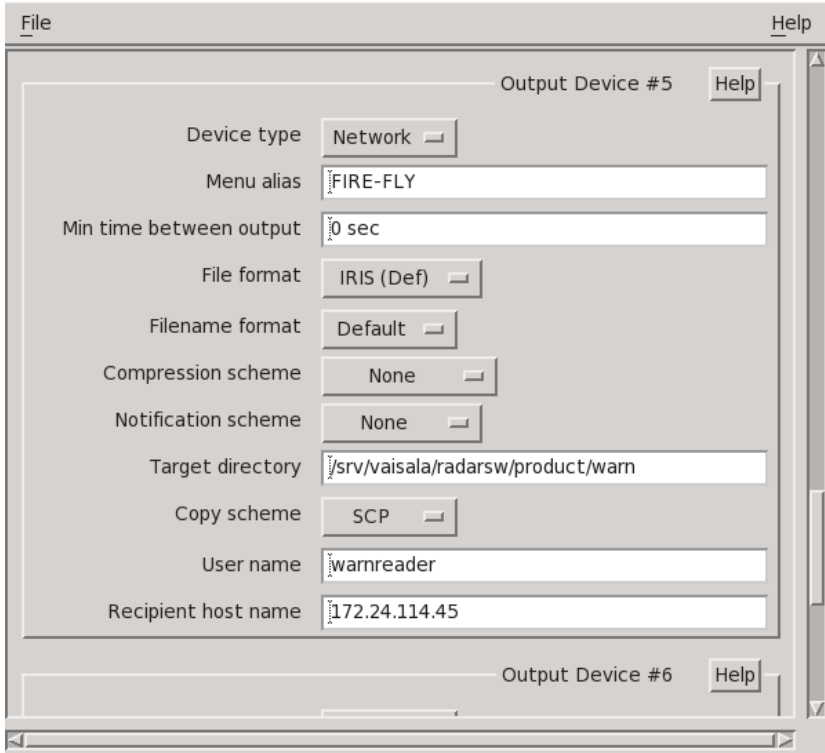 File Help
Output Device #5 Help
Device type Network
Menu alias FIRE-FLY
Min time between output 0 sec
File format IRIS (Def)
Filename format Default
Compression scheme None
Notification scheme None
Target directory /srv/vaisala/radarsw/product/warn
Copy scheme SCP
User name warnreader
Recipient host name 172.24.114.45
Output Device #6 Help